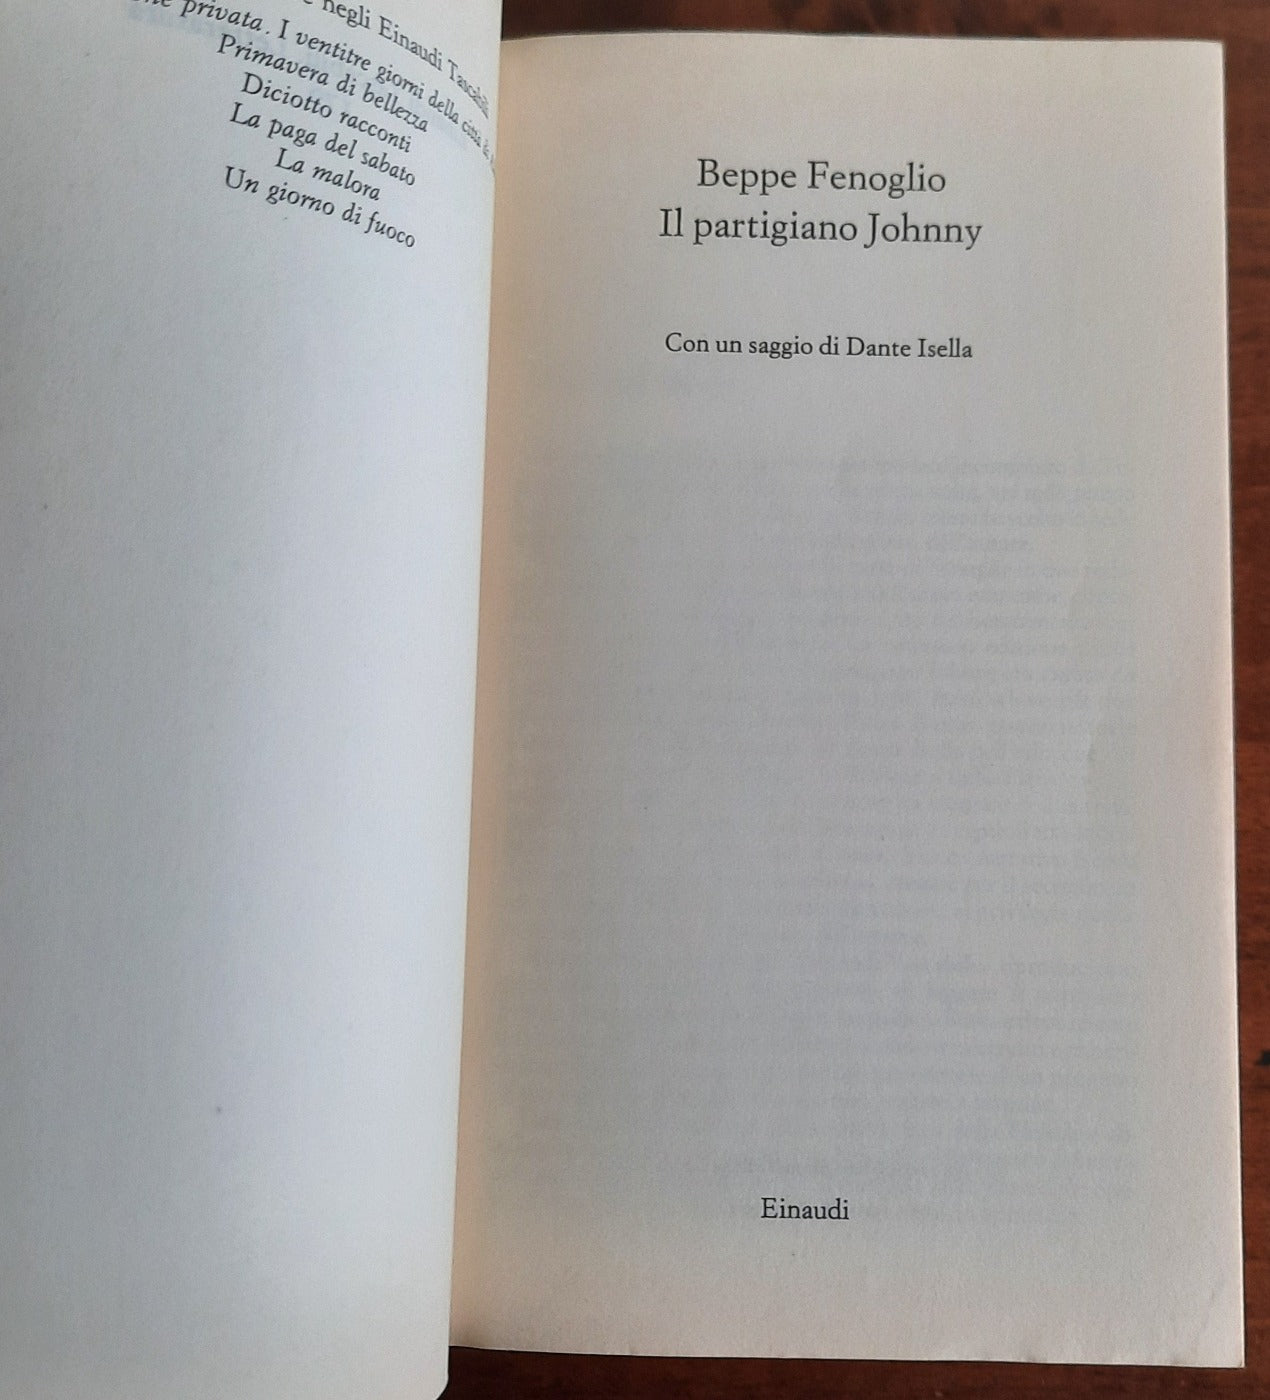 negli Einaudi Tascabili
privata. I ventitre giorni della città
Primavera di bellezza
Diciotto racconti
La paga del sabato
La malora
Un giorno di fuoco
Beppe Fenoglio
Il partigiano Johnny
Con un saggio di Dante Isella
Einaudi